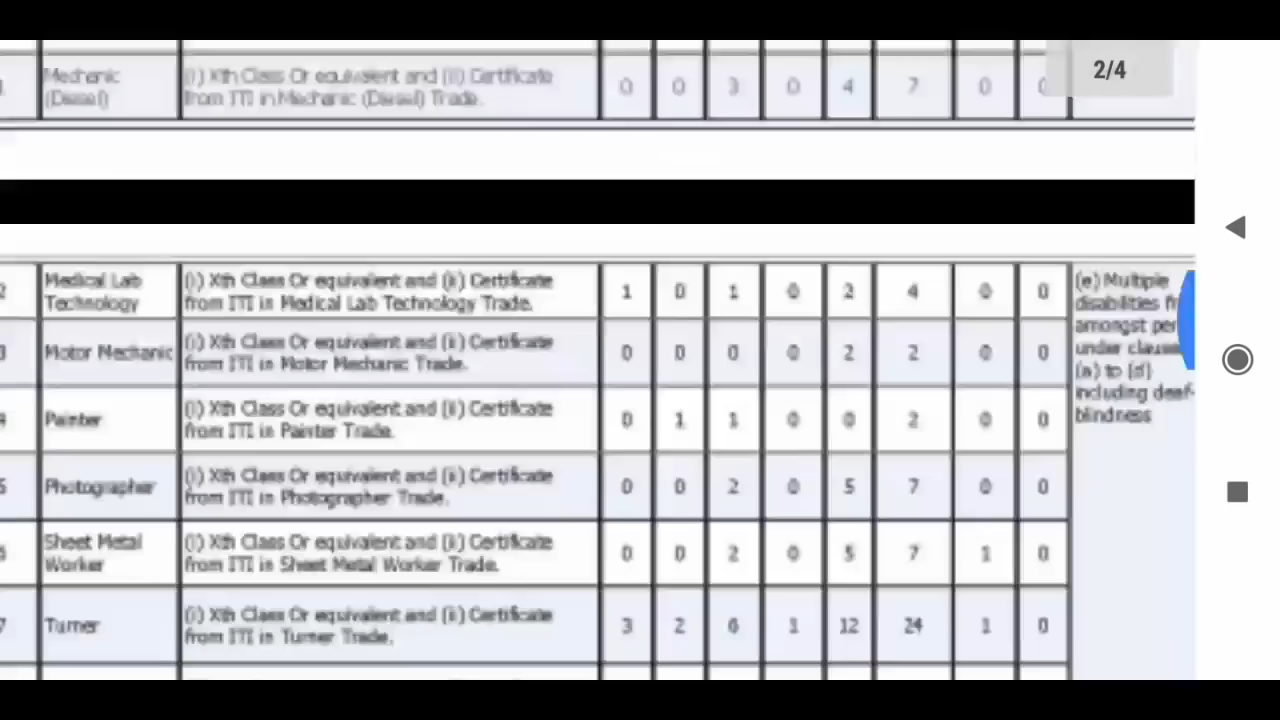 2/4
Mechanic (i) Xth Class Or equivalent and (ii) Certificate
(Diesel) from ITI in Mechanic (Diesel) Trade. 0 0 3 0 4 7 0 0
2 Medical Lab (i) Xth Class Or equivalent and (ii) Certificate
Technology from ITI in Medical Lab Technology Trade. 1 0 1 0 2 4 0 0
3 Motor Mechanic (i) Xth Class Or equivalent and (ii) Certificate
from ITI in Motor Mechanic Trade. 0 0 0 0 2 2 0 0
4 Painter (i) Xth Class Or equivalent and (ii) Certificate
from ITI in Painter Trade. 0 1 1 0 0 2 0 0
5 Photographer (i) Xth Class Or equivalent and (ii) Certificate
from ITI in Photographer Trade. 0 0 2 0 5 7 0 0
6 Sheet Metal (i) Xth Class Or equivalent and (ii) Certificate
Worker from ITI in Sheet Metal Worker Trade. 0 0 2 0 5 7 1 0
7 Turner (i) Xth Class Or equivalent and (ii) Certificate
from ITI in Turner Trade. 3 2 6 1 12 24 1 0
(e) Multiple
disabilities
amongst
under
(a) to (d)
including deaf-
blindness